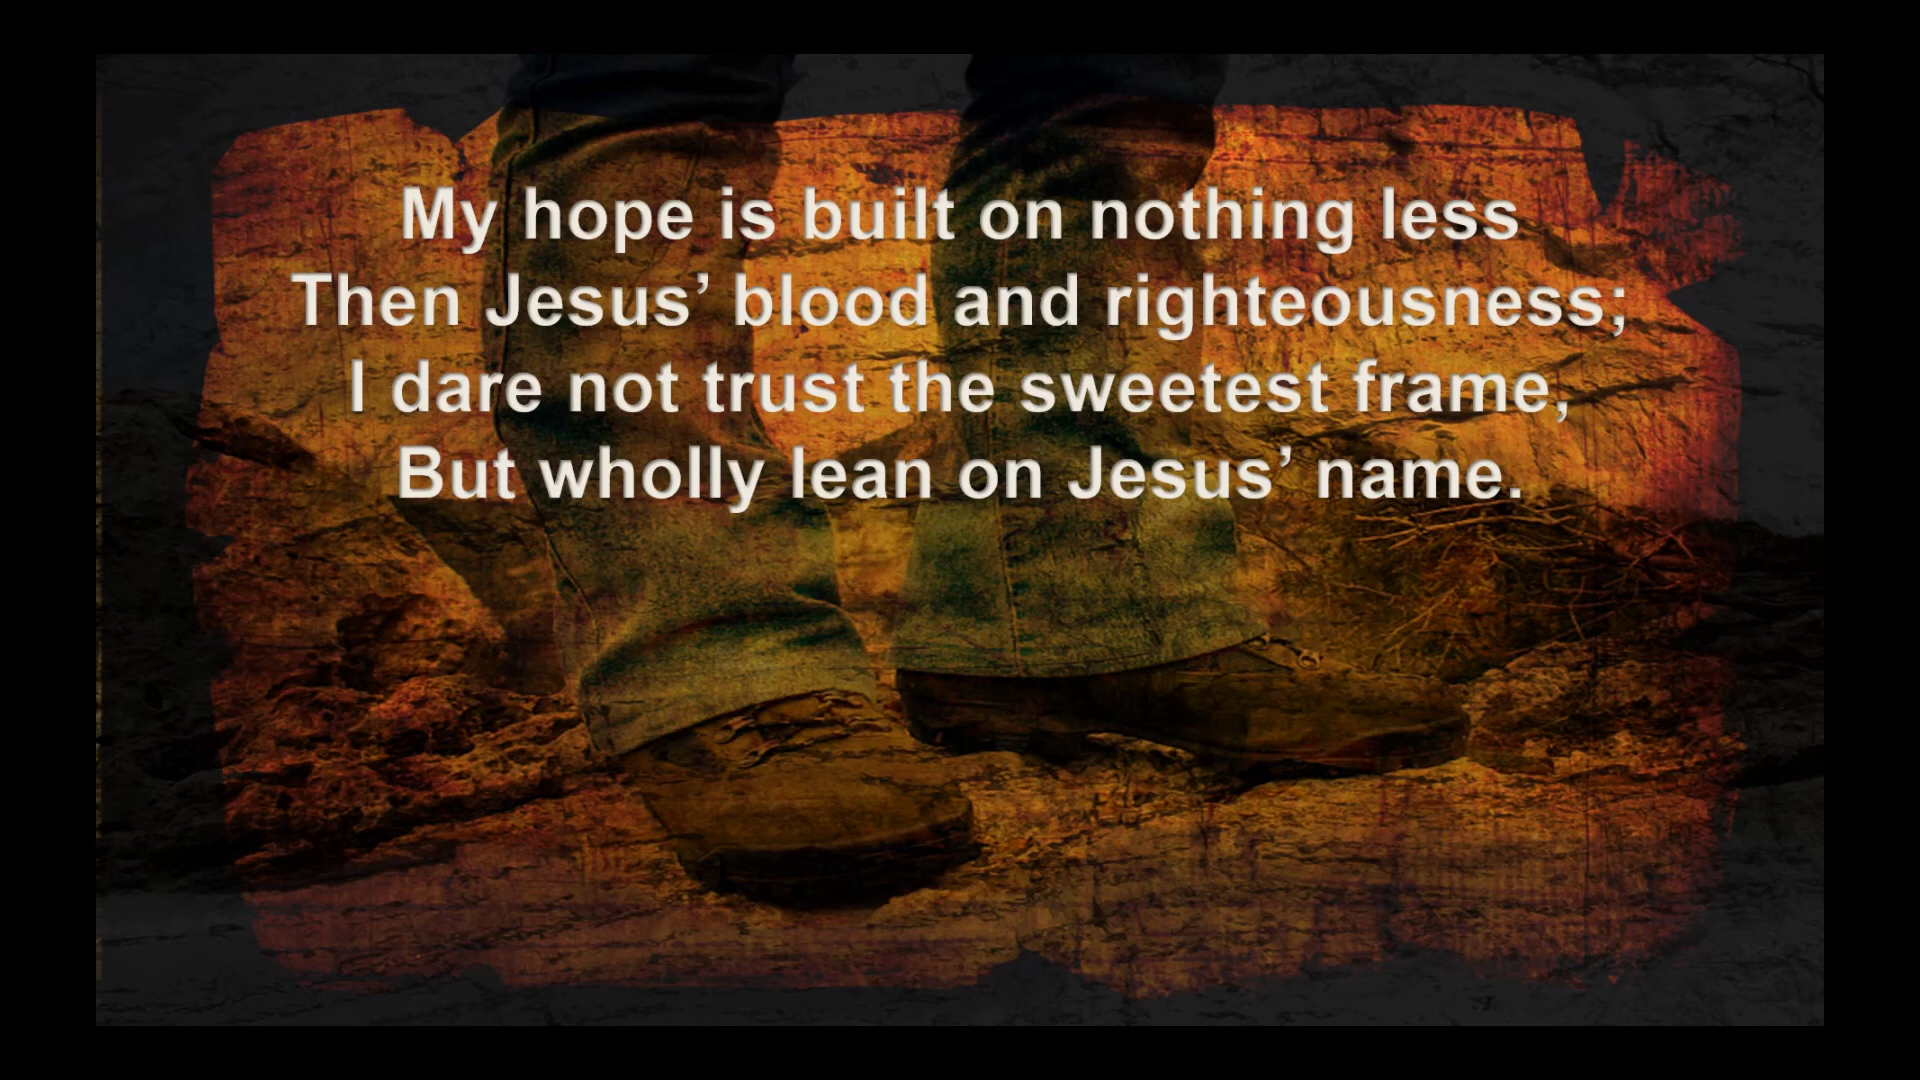 My hope is built on nothing less
Then Jesus’ blood and righteousness;
I dare not trust the sweetest frame,
But wholly lean on Jesus’ name.